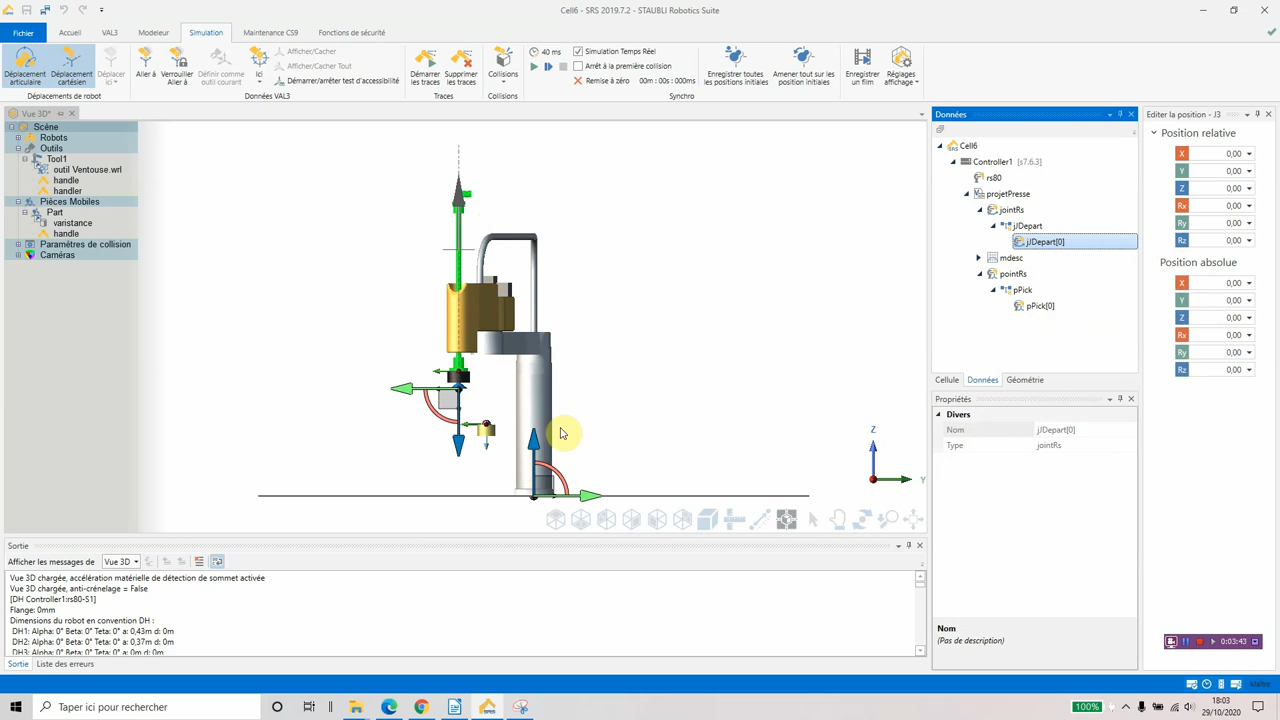 Cell6 - SRS 2019.7.2 - STAUBLI Robotics Suite
Fichier
Accueil
VAL3
Modeleur
Simulation
Maintenance CS9
Fonctions de sécurité
Déplacement articulaire
Déplacement cartésien
Déplacer ici
Aller à
Verrouiller Aller à
Définir comme outil courant
Ici
Afficher/Cacher
Afficher/Cacher Tout
Démarrer/arrêter test d'accessibilité
Démarrer les traces
Supprimer les traces
Collisions
40 ms
Simulation Temps Réel
Arrêt à la première collision
Remise à zéro 00m : 00s : 000ms
Enregistrer toutes les positions initiales
Amener tout sur les position initiales
Enregistrer un film
Réglages affichage
Déplacements de robot
Données VAL3
Traces
Collisions
Synchro
Vue 3D*
Scène
Robots
Outils
Tool1
outil Ventouse.wrl
handle
handler
Pièces Mobiles
Part
varistance
handle
Paramètres de collision
Caméras
Z
Y
Données
Cell6
Controller1 [s7.6.3]
rs80
projetPresse
jointRs
jJDepart
jJDepart[0]
mdesc
pointRs
pPick
pPick[0]
Cellule
Données
Géométrie
Propriétés
Divers
Nom jJDepart[0]
Type jointRs
Nom
(Pas de description)
Editer la position - J3
Position relative
X 0,00
Y 0,00
Z 0,00
Rx 0,00
Ry 0,00
Rz 0,00
Position absolue
X 0,00
Y 0,00
Z 0,00
Rx 0,00
Ry 0,00
Rz 0,00
Sortie
Afficher les messages de Vue 3D
Vue 3D chargée, accélération matérielle de détection de sommet activée
Vue 3D chargée, anti-crénelage = False
[DH Controller1:rs80-S1]
Flange: 0mm
Dimensions du robot en convention DH :
DH1: Alpha: 0° Beta: 0° Teta: 0° a: 0,43m d: 0m
DH2: Alpha: 0° Beta: 0° Teta: 0° a: 0,37m d: 0m
DH3: Alpha: 0° Beta: 0° Teta: 0° a: 0m d: 0m
Sortie
Liste des erreurs
0:03:43
Taper ici pour rechercher
100%
18:03
29/10/2020